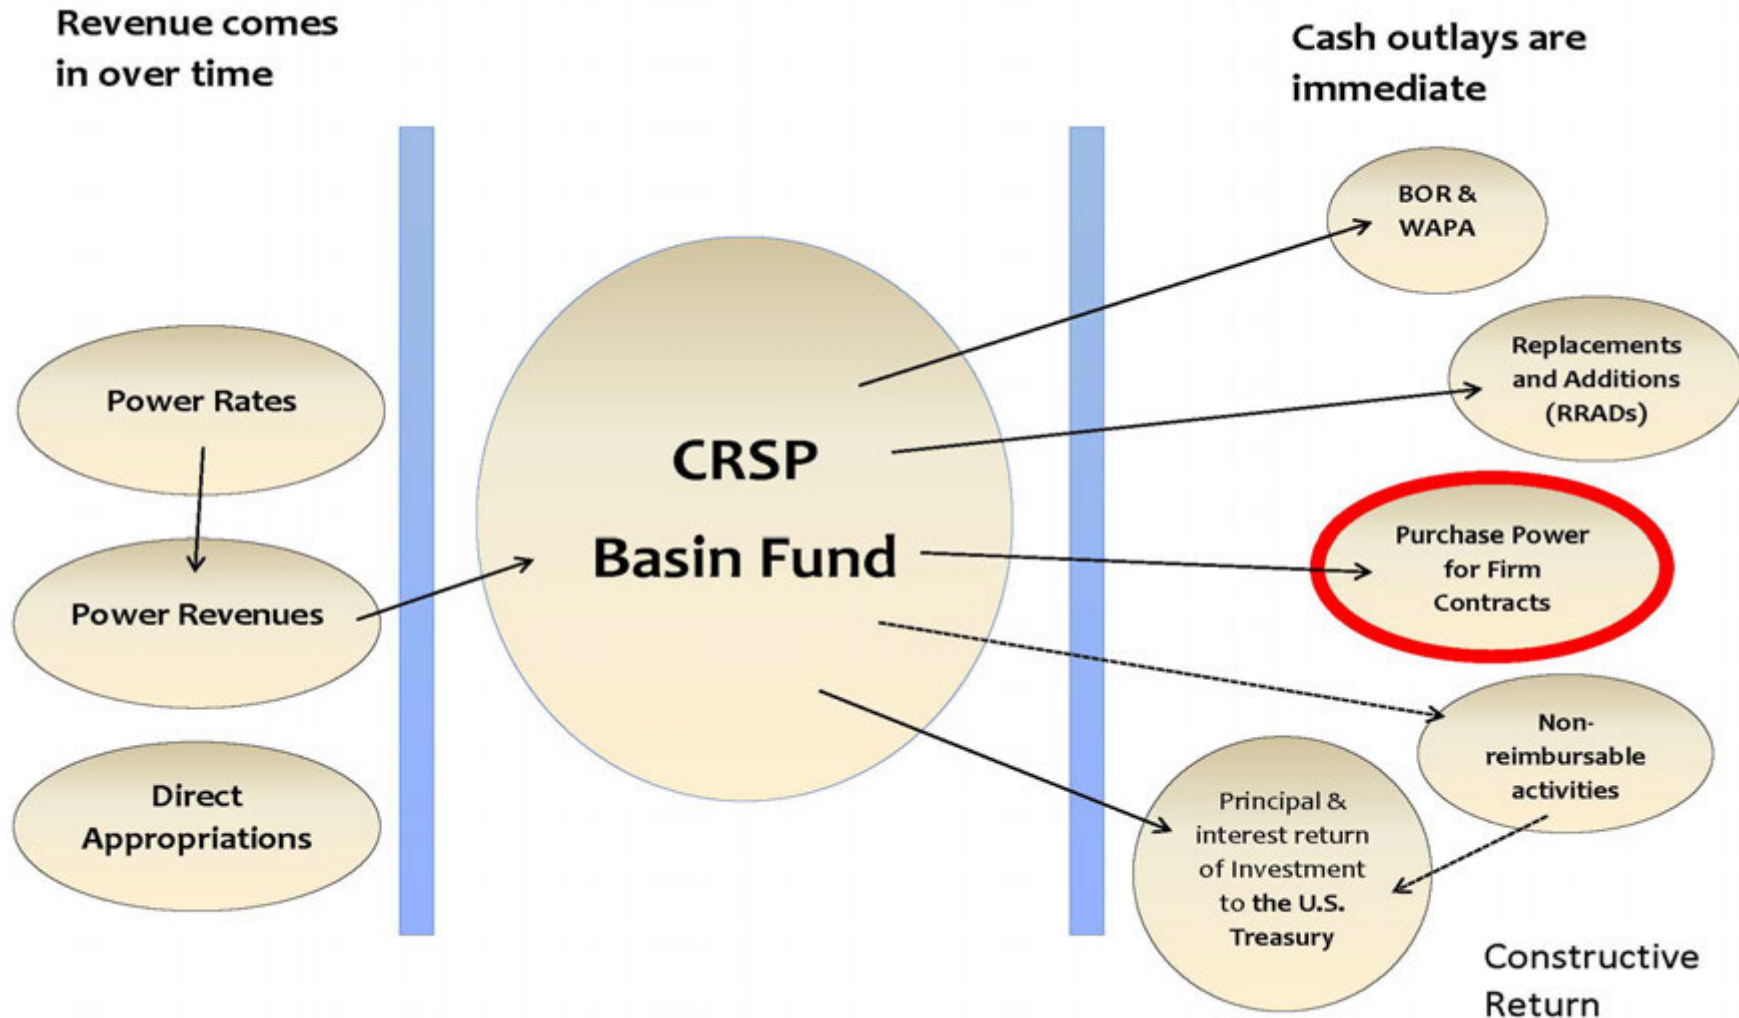 Revenue comes
in over time
Cash outlays are
immediate
Power Rates
Power Revenues
Direct
Appropriations
CRSP
Basin Fund
BOR &
WAPA
Replacements
and Additions
(RRADs)
Purchase Power
for Firm
Contracts
Non-
reimbursable
activities
Principal &
interest return
of Investment
to the U.S.
Treasury
Constructive
Return